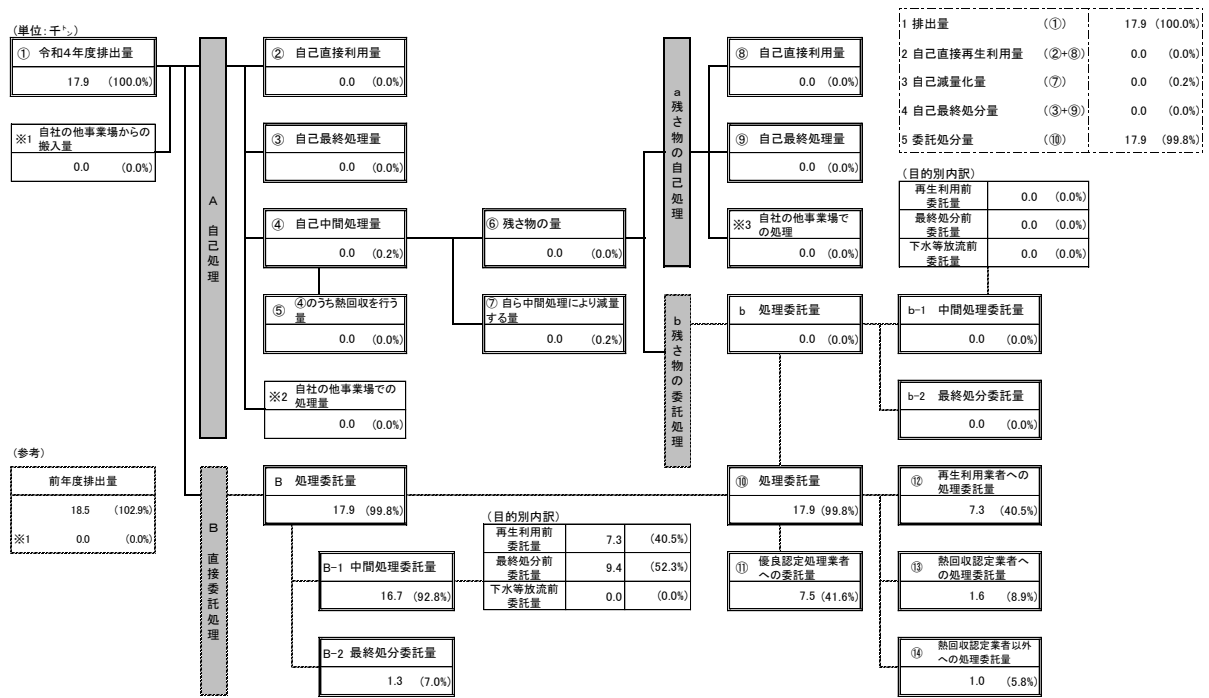 (単位:千㌧)
① 令和4年度排出量
17.9 (100.0%)
※1 自社の他事業場からの
搬入量
0.0 (0.0%)
A 自己処理
② 自己直接利用量
0.0 (0.0%)
③ 自己最終処理量
0.0 (0.0%)
④ 自己中間処理量
0.0 (0.2%)
⑤ ④のうち熱回収を行う
量
0.0 (0.0%)
※2 自社の他事業場での
処理量
0.0 (0.0%)
⑥ 残さ物の量
0.0 (0.0%)
⑦ 自ら中間処理により減量
する量
0.0 (0.2%)
a 残さ物の自己処理
⑧ 自己直接利用量
0.0 (0.0%)
⑨ 自己最終処理量
0.0 (0.0%)
※3 自社の他事業場で
の処理
0.0 (0.0%)
b 残さ物の委託処理
b 処理委託量
0.0 (0.0%)
1 排出量 (①) 17.9 (100.0%)
2 自己直接再生利用量 (②+⑧) 0.0 (0.0%)
3 自己減量化量 (⑦) 0.0 (0.2%)
4 自己最終処分量 (③+⑨) 0.0 (0.0%)
5 委託処分量 (⑩) 17.9 (99.8%)
(目的別内訳)
再生利用前
委託量 0.0 (0.0%)
最終処分前
委託量 0.0 (0.0%)
下水等放流前
委託量 0.0 (0.0%)
b-1 中間処理委託量
0.0 (0.0%)
b-2 最終処分委託量
0.0 (0.0%)
(参考)
前年度排出量
18.5 (102.9%)
※1 0.0 (0.0%)
B 直接委託処理
B 処理委託量
17.9 (99.8%)
B-1 中間処理委託量
16.7 (92.8%)
B-2 最終処分委託量
1.3 (7.0%)
(目的別内訳)
再生利用前
委託量 7.3 (40.5%)
最終処分前
委託量 9.4 (52.3%)
下水等放流前
委託量 0.0 (0.0%)
⑩ 処理委託量
17.9 (99.8%)
⑪ 優良認定処理業者
への委託量
7.5 (41.6%)
⑫ 再生利用業者への
処理委託量
7.3 (40.5%)
⑬ 熱回収認定業者へ
の処理委託量
1.6 (8.9%)
⑭ 熱回収認定業者以外
への処理委託量
1.0 (5.8%)